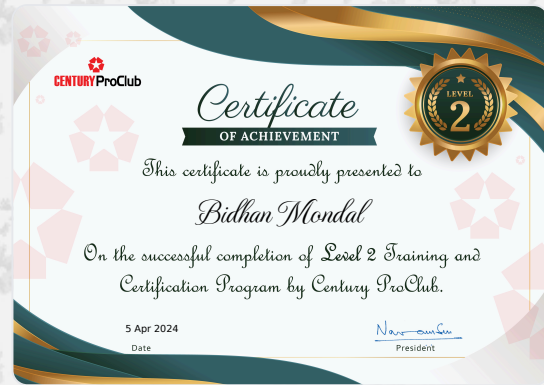 CENTURY ProClub
Certificate
OF ACHIEVEMENT
LEVEL
2
This certificate is proudly presented to
Bidhan Mondal
On the successful completion of Level 2 Training and
Certification Program by Century ProClub.
5 Apr 2024
Date
President